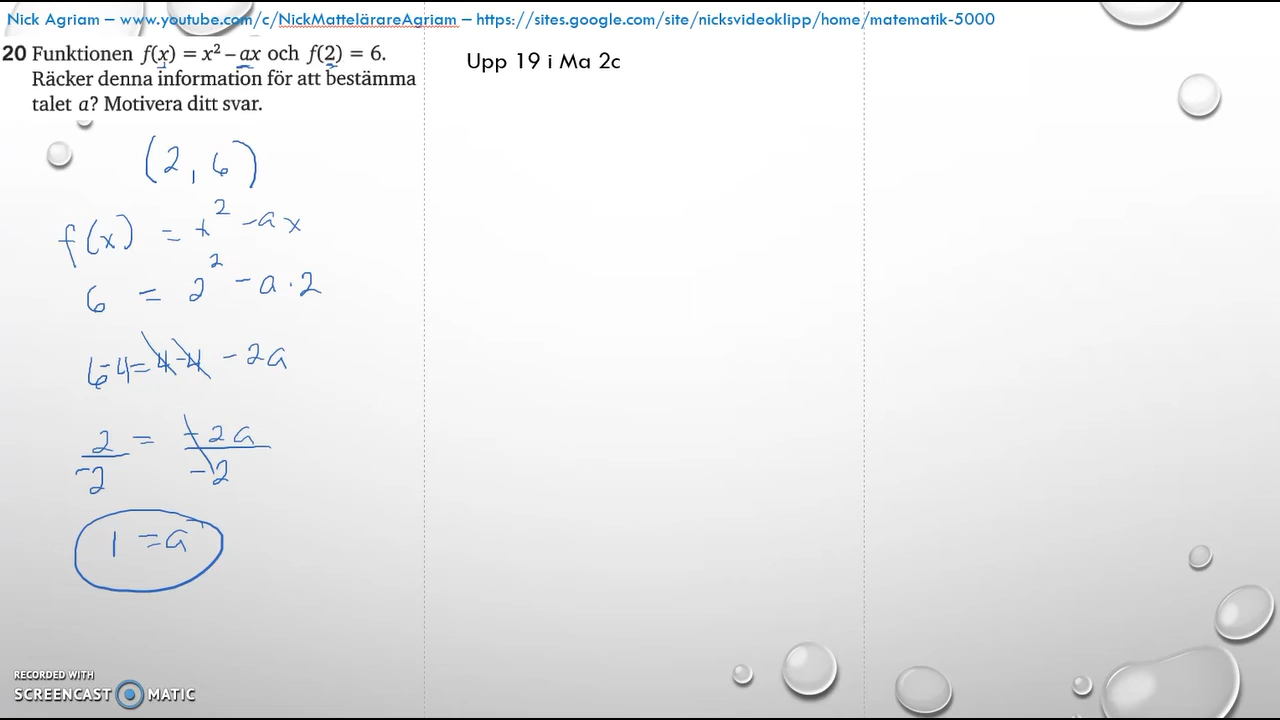 Nick Agriam – www.youtube.com/c/NickMattelärareAgriam – https://sites.google.com/site/nicksvideoklipp/home/matematik-5000
20 Funktionen f(x) = x² – ax och f(2) = 6.
Räcker denna information för att bestämma
talet a? Motivera ditt svar.
(2, 6)
f(x) = x² - ax
6 = 2² - a · 2
6-4 = 4-4 - 2a
2/-2 = -2a/-2
1 = a
Upp 19 i Ma 2c
RECORDED WITH
SCREENCAST MATIC